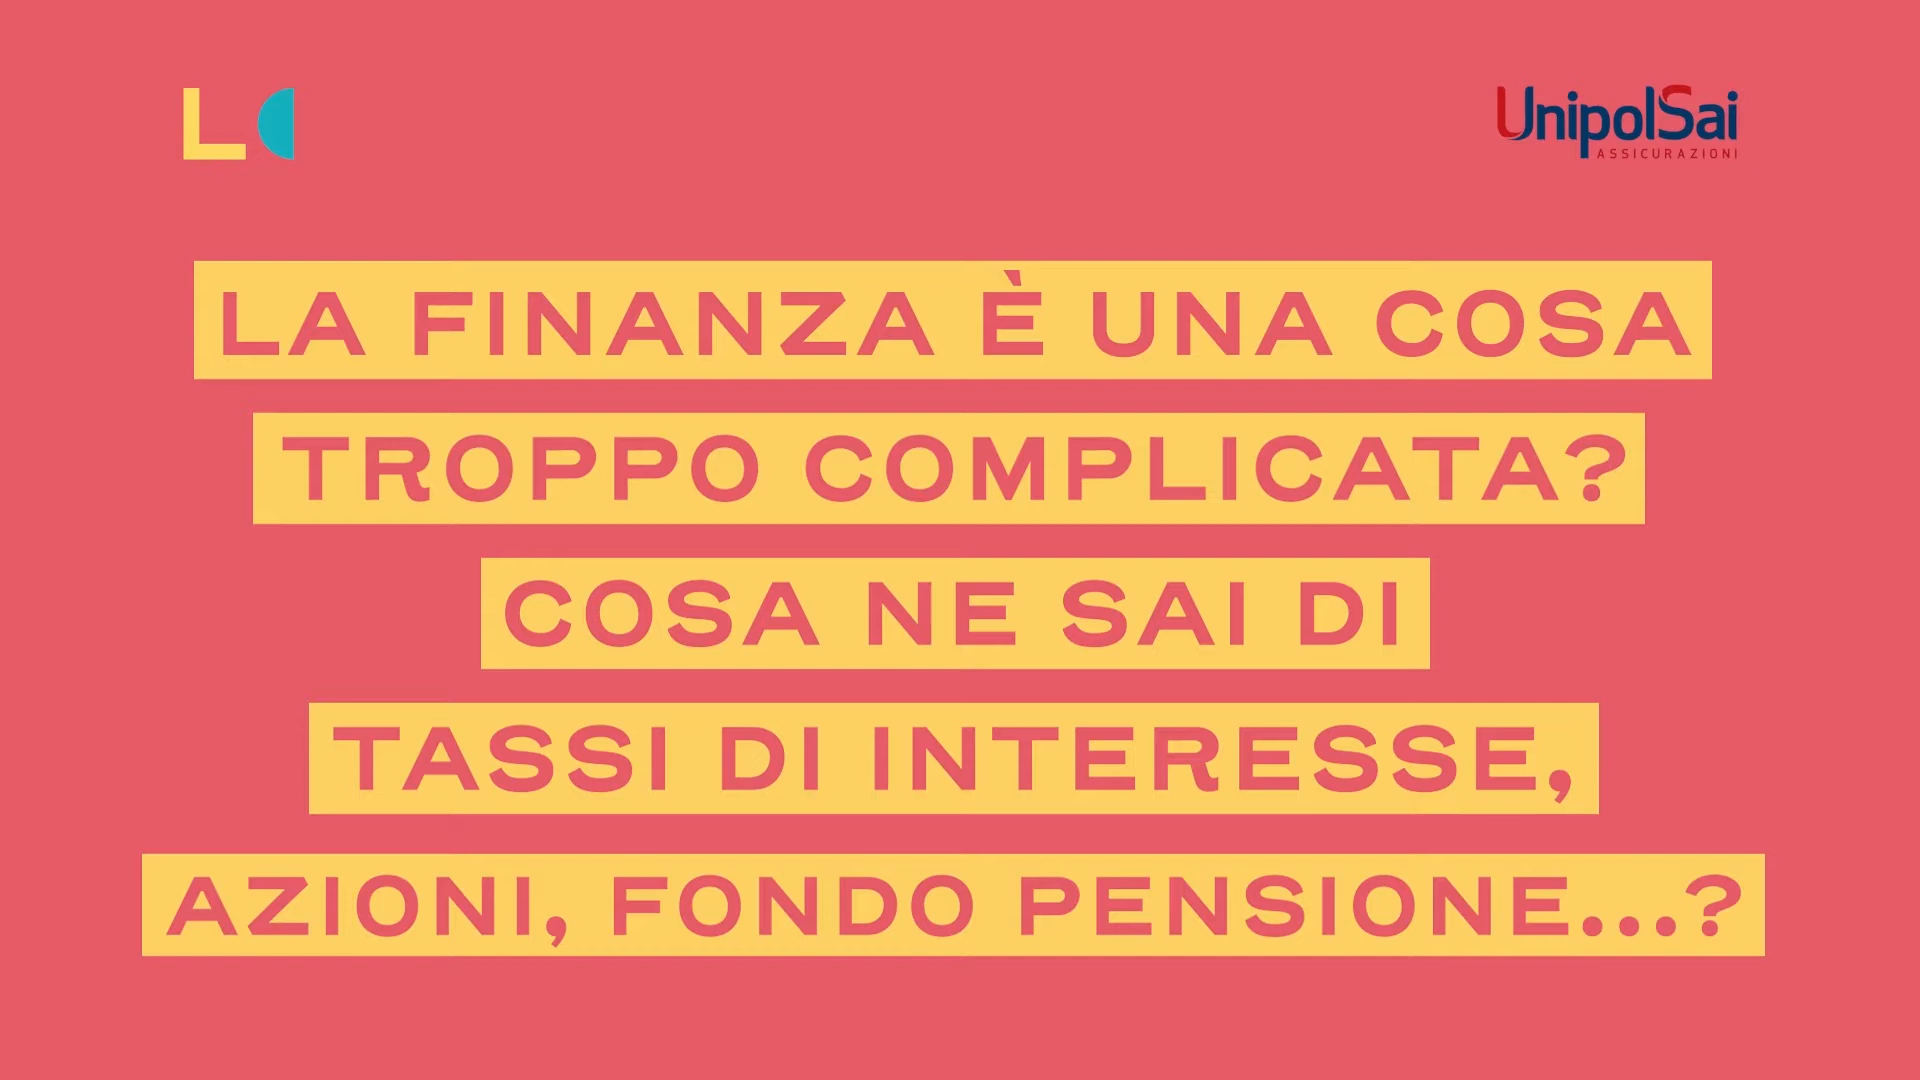 L
UnipolSai
ASSICURAZIONI
LA FINANZA È UNA COSA
TROPPO COMPLICATA?
COSA NE SAI DI
TASSI DI INTERESSE,
AZIONI, FONDO PENSIONE...?